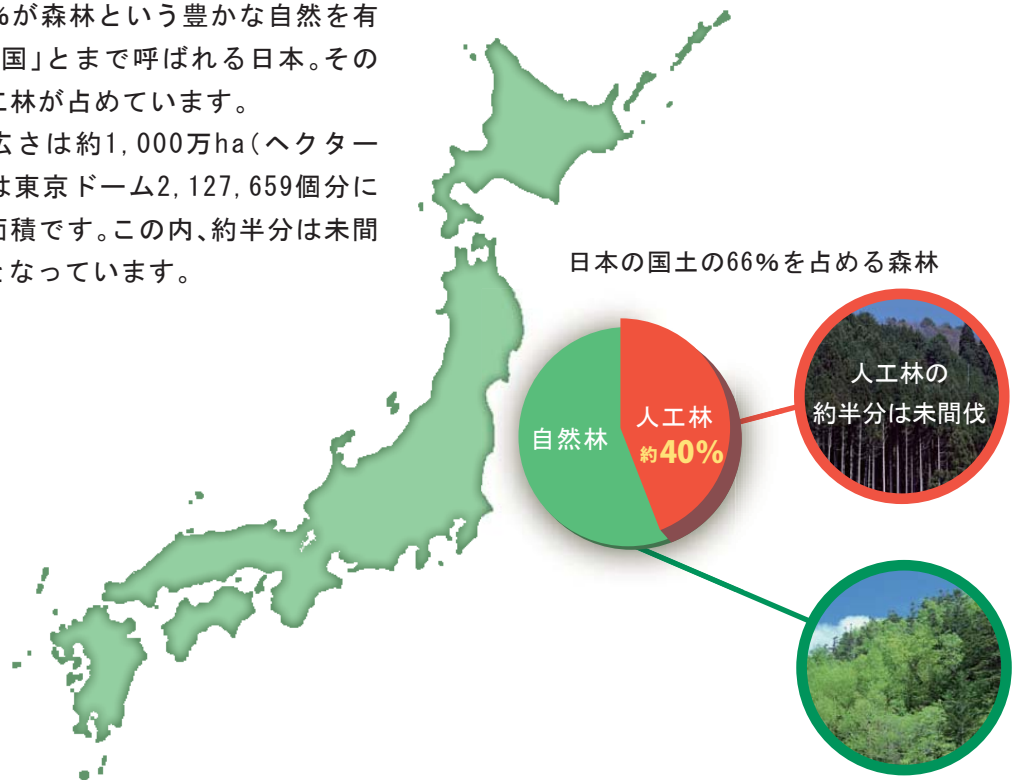 %が森林という豊かな自然を有
国」とまで呼ばれる日本。その
工林が占めています。
広さは約1,000万ha(ヘクター
は東京ドーム2,127,659個分に
面積です。この内、約半分は未間
なっています。
日本の国土の66%を占める森林
人工林の
約半分は未間伐
自然林
人工林
約40%